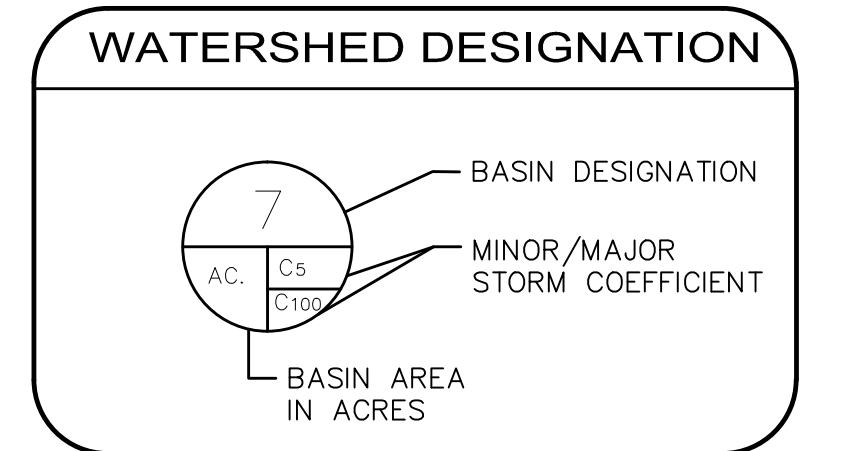 WATERSHED DESIGNATION
7
BASIN DESIGNATION
AC.
C5
C100
MINOR/MAJOR
STORM COEFFICIENT
BASIN AREA
IN ACRES